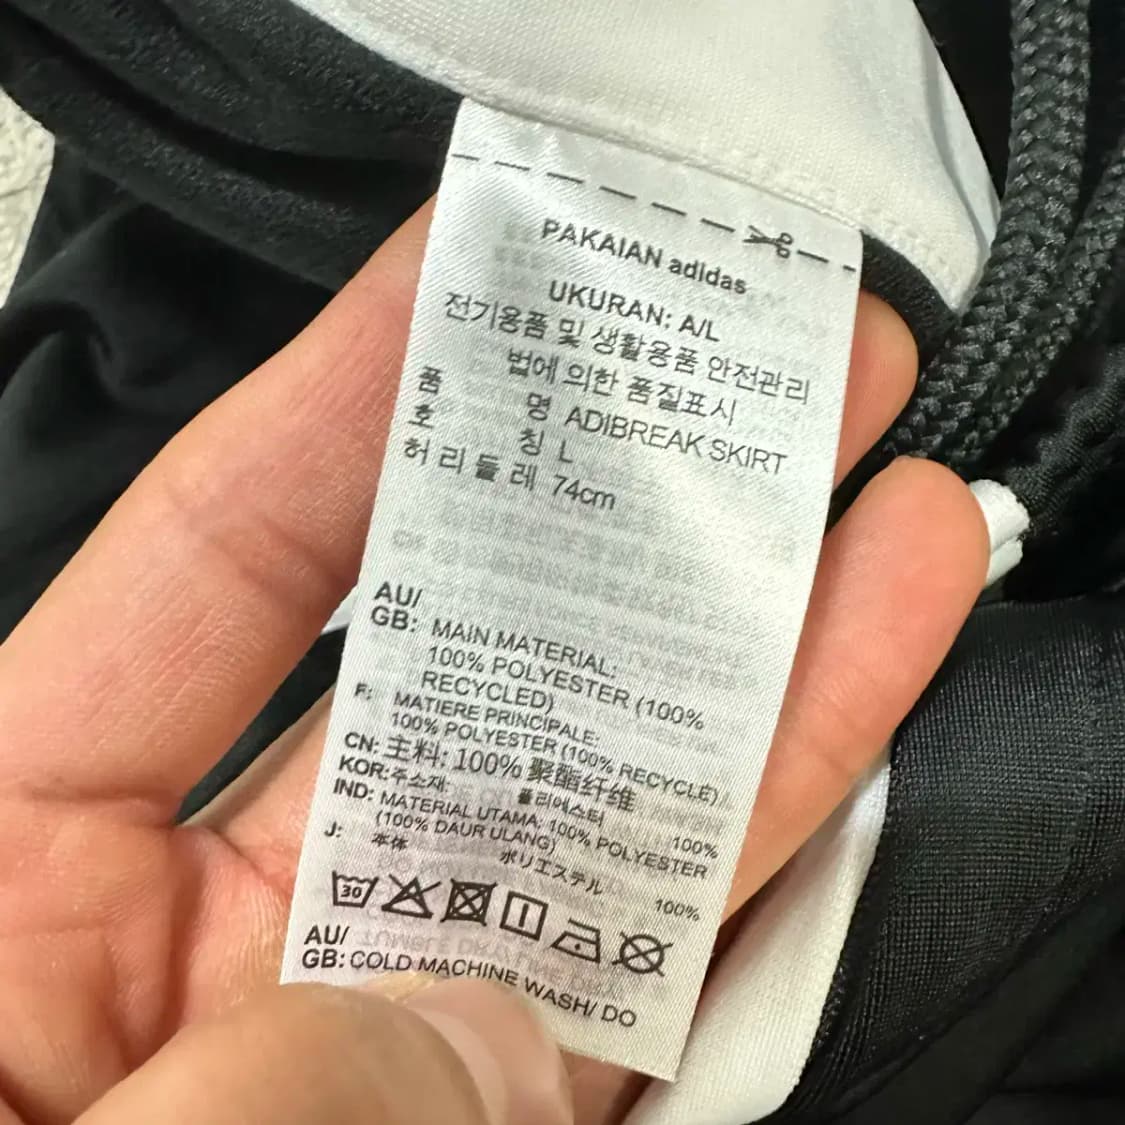 PAKAIAN adidas
UKURAN: A/L
전기용품 및 생활용품 안전관리
법에 의한 품질표시
품 명 ADIBREAK SKIRT
호 칭 L
허리둘레 74cm
AU/
GB: MAIN MATERIAL:
100% POLYESTER (100%
RECYCLED)
F: MATIERE PRINCIPALE:
100% POLYESTER (100% RECYCLE)
CN: 主料: 100% 聚酯纤维
KOR: 주소재: 폴리에스터 100%
IND: MATERIAL UTAMA: 100% POLYESTER
(100% DAUR ULANG)
J: 本体 ポリエステル 100%
30
AU/
GB: COLD MACHINE WASH/ DO